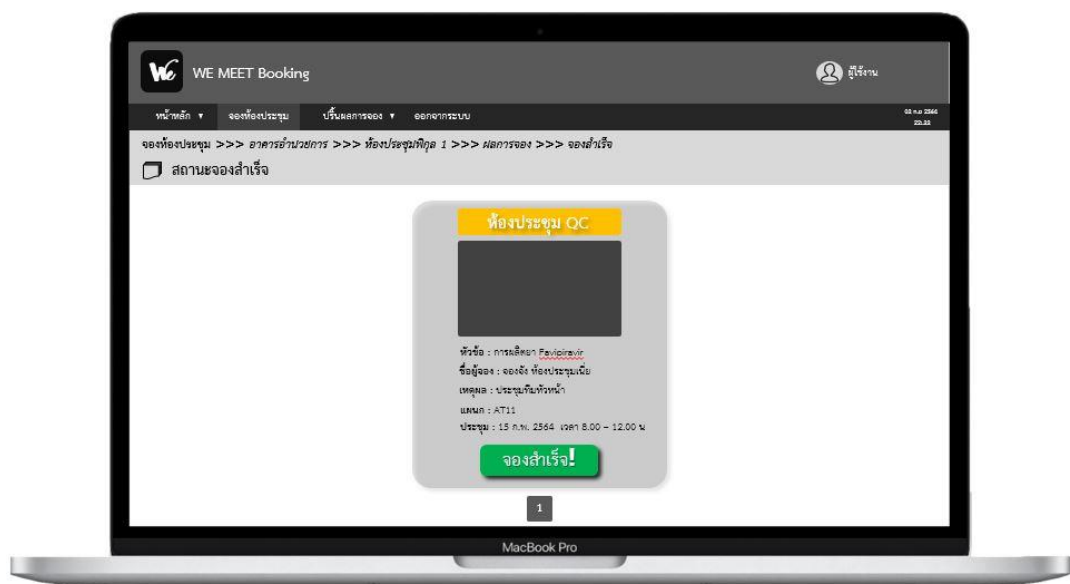 We WE MEET Booking
ผู้ใช้งาน
หน้าหลัก ▼ จองห้องประชุม ปริ้นผลการจอง ▼ ออกจากระบบ
2564
22.22
จองห้องประชุม >>> อาคารอำนวยการ >>> ห้องประชุมพิกุล 1 >>> ผลการจอง >>> จองสำเร็จ
สถานะจองสำเร็จ
ห้องประชุม QC
หัวข้อ : การผลิตยา Favipiravir
ชื่อผู้จอง : จองจัง ห้องประชุมเนี่ย
เหตุผล : ประชุมทีมหัวหน้า
แผนก : AT11
ประชุม : 15 ก.พ. 2564 เวลา 8.00 – 12.00 น
จองสำเร็จ!
1
MacBook Pro